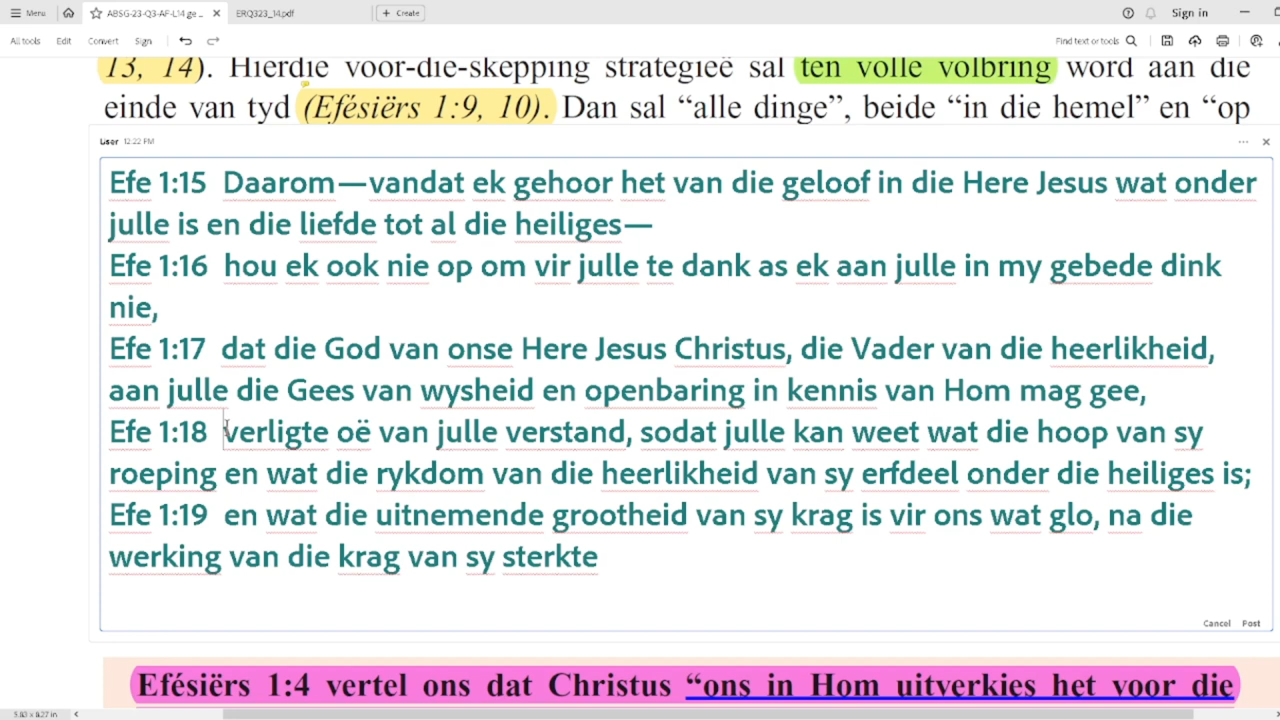 Menu
ABSG-23-Q3-AF-L14 ge...
ERQ323_14.pdf
Create
Sign in
All tools Edit Convert Sign
Find text or tools
13, 14). Hierdie voor-die-skepping strategieë sal ten volle volbring word aan die
einde van tyd (Efésiërs 1:9, 10). Dan sal “alle dinge”, beide “in die hemel” en “op
User 12:22 PM
Efe 1:15 Daarom—vandat ek gehoor het van die geloof in die Here Jesus wat onder
julle is en die liefde tot al die heiliges—
Efe 1:16 hou ek ook nie op om vir julle te dank as ek aan julle in my gebede dink
nie,
Efe 1:17 dat die God van onse Here Jesus Christus, die Vader van die heerlikheid,
aan julle die Gees van wysheid en openbaring in kennis van Hom mag gee,
Efe 1:18 verligte oë van julle verstand, sodat julle kan weet wat die hoop van sy
roeping en wat die rykdom van die heerlikheid van sy erfdeel onder die heiliges is;
Efe 1:19 en wat die uitnemende grootheid van sy krag is vir ons wat glo, na die
werking van die krag van sy sterkte
Cancel Post
Efésiërs 1:4 vertel ons dat Christus “ons in Hom uitverkies het voor die